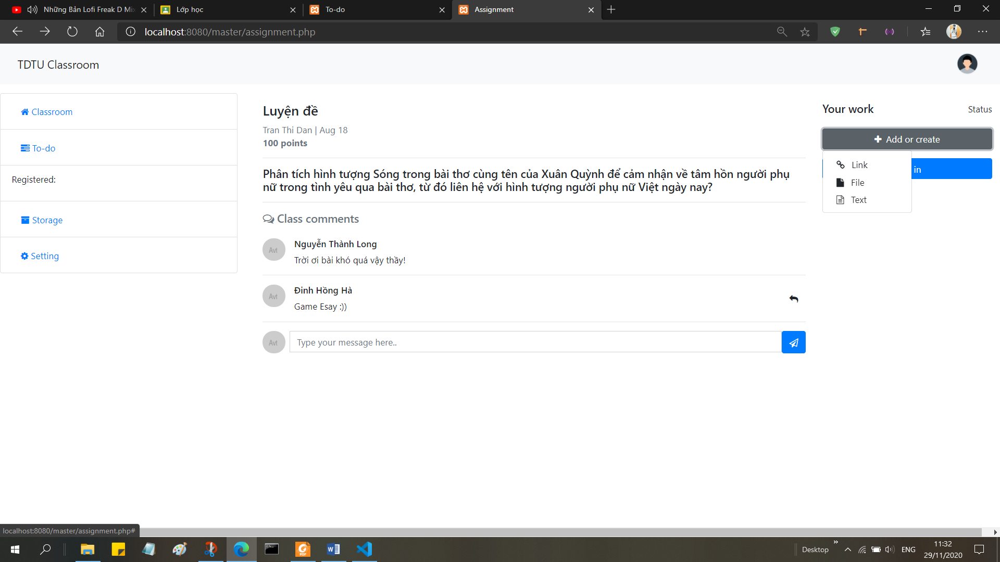 Những Bản Lofi Freak D Mix
Lớp học
To-do
Assignment
localhost:8080/master/assignment.php
TDTU Classroom
Classroom
To-do
Registered:
Storage
Setting
Luyện đề
Tran Thi Dan | Aug 18
100 points
Phân tích hình tượng Sóng trong bài thơ cùng tên của Xuân Quỳnh để cảm nhận về tâm hồn người phụ
nữ trong tình yêu qua bài thơ, từ đó liên hệ với hình tượng người phụ nữ Việt ngày nay?
Class comments
Avt
Nguyễn Thành Long
Trời ơi bài khó quá vậy thầy!
Avt
Đinh Hồng Hà
Game Esay :))
Avt
Type your message here..
Your work
Status
Add or create
Link
in
File
Text
localhost:8080/master/assignment.php#
PDF
Desktop
ENG
11:32
29/11/2020